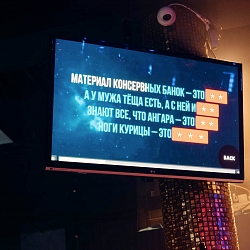 МАТЕРИАЛ КОНСЕРВНЫХ БАНОК – ЭТО ★★
А У МУЖА ТЁЩА ЕСТЬ, А С НЕЙ И ★★
ЗНАЮТ ВСЕ, ЧТО АНГАРА – ЭТО ★★
НОГИ КУРИЦЫ – ЭТО ★★★
BACK